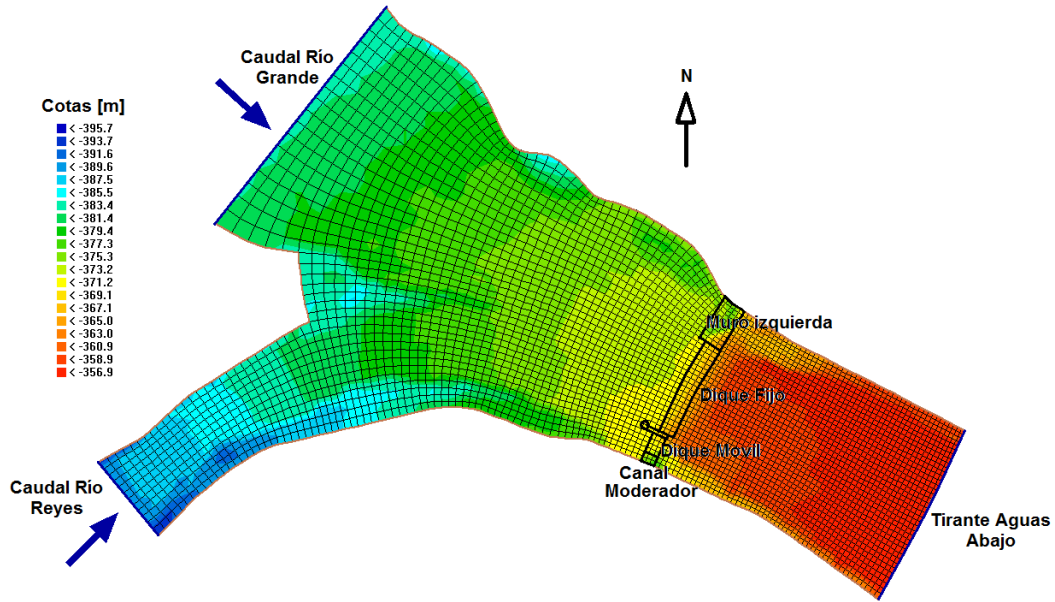 Caudal Río
Grande
N
Cotas [m]
< -395.7
< -393.7
< -391.6
< -389.6
< -387.5
< -385.5
< -383.4
< -381.4
< -379.4
< -377.3
< -375.3
< -373.2
< -371.2
< -369.1
< -367.1
< -365.0
< -363.0
< -360.9
< -358.9
< -356.9
Muro izquierda
Dique Fijo
Dique Movil
Canal
Moderador
Caudal Río
Reyes
Tirante Aguas
Abajo